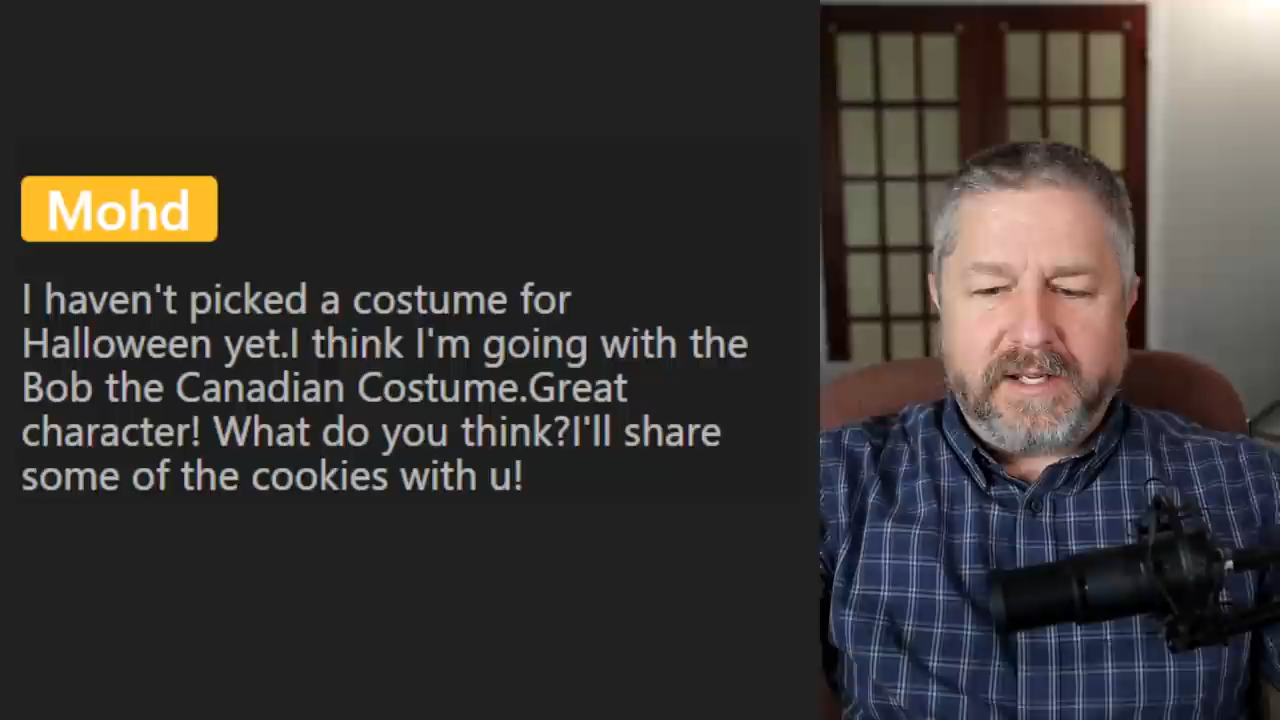 Mohd
I haven't picked a costume for
Halloween yet.I think I'm going with the
Bob the Canadian Costume.Great
character! What do you think?I'll share
some of the cookies with u!